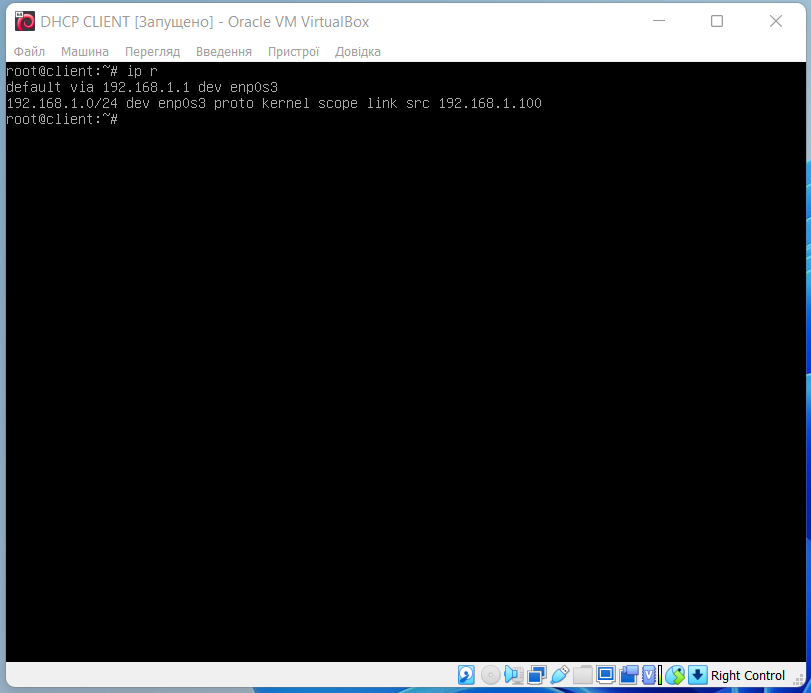 DHCP CLIENT [Запущено] - Oracle VM VirtualBox
Файл Машина Перегляд Введення Пристрої Довідка
root@client:~# ip r
default via 192.168.1.1 dev enp0s3
192.168.1.0/24 dev enp0s3 proto kernel scope link src 192.168.1.100
root@client:~#
Right Control